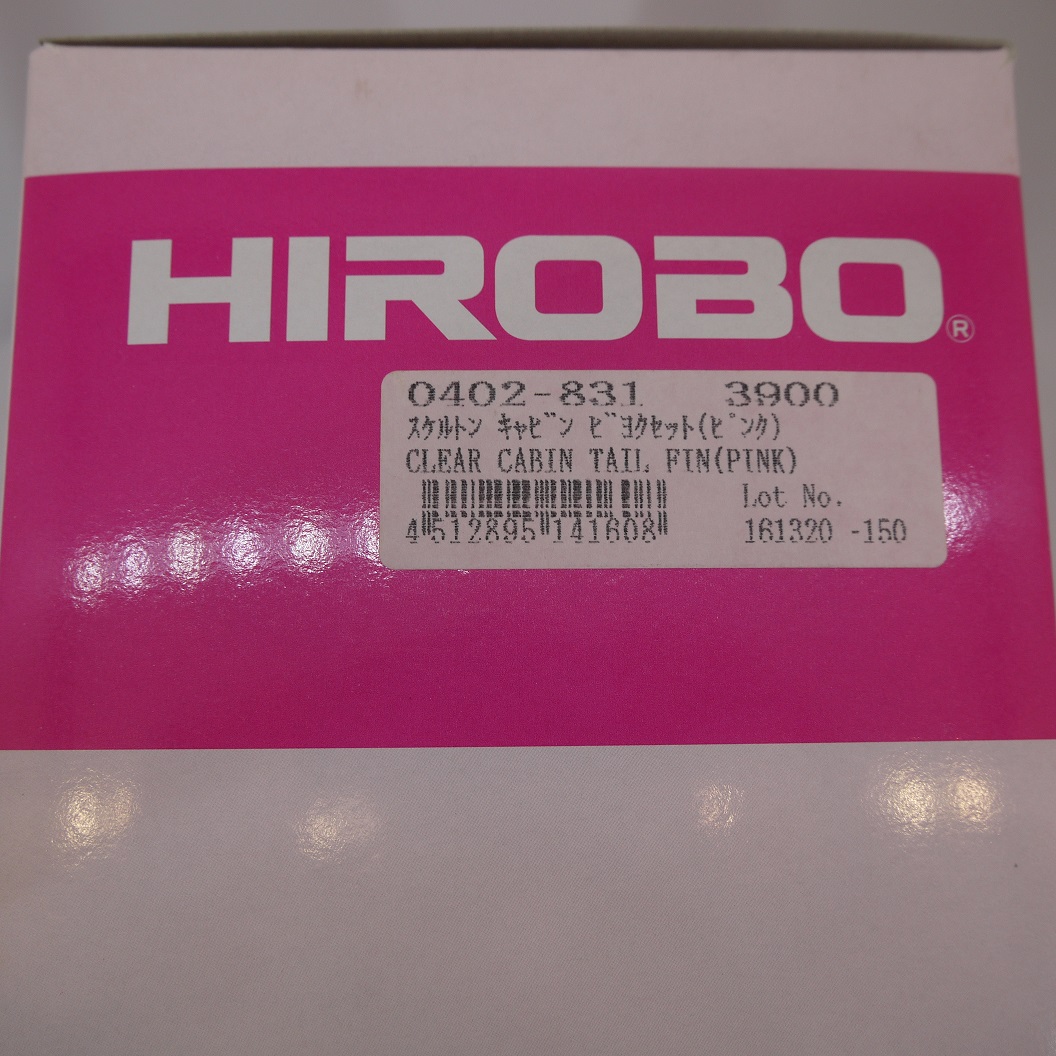 HIROBO®
0402-831 3900
ｽｹﾙﾄﾝ ｷｬﾋﾞﾝ ﾋﾞﾖｸｾｯﾄ(ﾋﾟﾝｸ)
CLEAR CABIN TAIL FIN(PINK)
Lot No.
4"512895"141608" 161320 -150